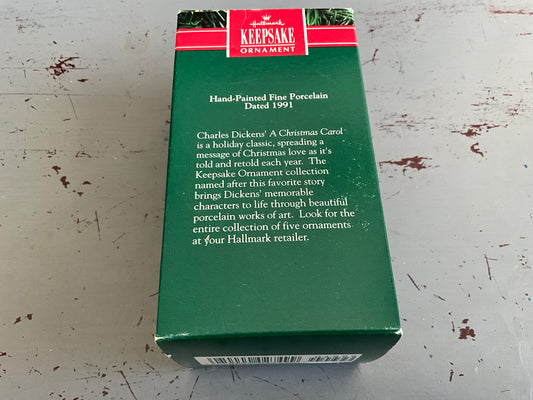 Hallmark
KEEPSAKE
ORNAMENT
Hand-Painted Fine Porcelain
Dated 1991
Charles Dickens' A Christmas Carol
is a holiday classic, spreading a
message of Christmas love as it's
told and retold each year. The
Keepsake Ornament collection
named after this favorite story
brings Dickens' memorable
characters to life through beautiful
porcelain works of art. Look for the
entire collection of five ornaments
at your Hallmark retailer.